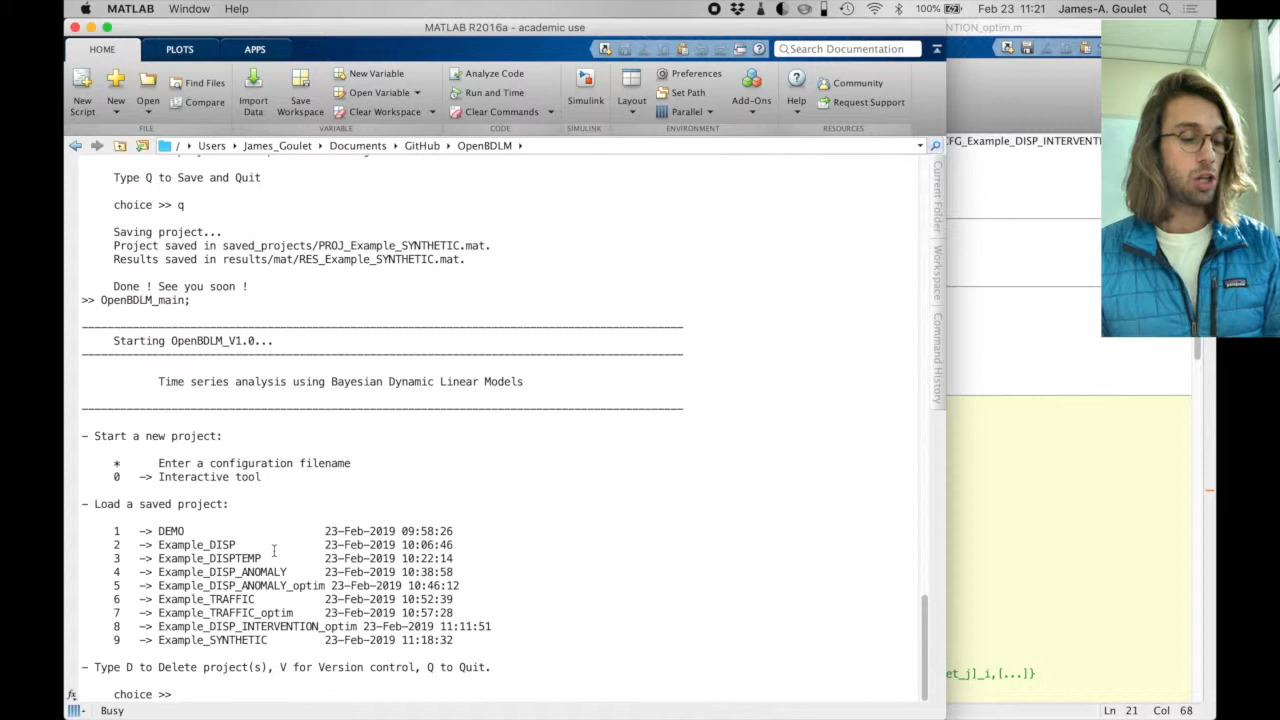 MATLAB Window Help 100% Feb 23 11:21 James-A. Goulet
MATLAB R2016a - academic use
ENTION_optim.m
HOME PLOTS APPS Search Documentation
New Script
New
Open
Find Files
Compare
Import Data
Save Workspace
New Variable
Open Variable
Clear Workspace
Analyze Code
Run and Time
Clear Commands
Simulink
Layout
Preferences
Set Path
Parallel
Add-Ons
Help
Community
Request Support
FILE VARIABLE CODE SIMULINK ENVIRONMENT RESOURCES
/ Users James_Goulet Documents GitHub OpenBDLM
CFG_Example_DISP_INTERVENTI
Current Folder
Workspace
Command History
Type Q to Save and Quit
choice >> q
Saving project...
Project saved in saved_projects/PROJ_Example_SYNTHETIC.mat.
Results saved in results/mat/RES_Example_SYNTHETIC.mat.
Done ! See you soon !
>> OpenBDLM_main;
Starting OpenBDLM_V1.0...
Time series analysis using Bayesian Dynamic Linear Models
- Start a new project:
* Enter a configuration filename
0 -> Interactive tool
- Load a saved project:
1 -> DEMO 23-Feb-2019 09:58:26
2 -> Example_DISP 23-Feb-2019 10:06:46
3 -> Example_DISPTEMP 23-Feb-2019 10:22:14
4 -> Example_DISP_ANOMALY 23-Feb-2019 10:38:58
5 -> Example_DISP_ANOMALY_optim 23-Feb-2019 10:46:12
6 -> Example_TRAFFIC 23-Feb-2019 10:52:39
7 -> Example_TRAFFIC_optim 23-Feb-2019 10:57:28
8 -> Example_DISP_INTERVENTION_optim 23-Feb-2019 11:11:51
9 -> Example_SYNTHETIC 23-Feb-2019 11:18:32
- Type D to Delete project(s), V for Version control, Q to Quit.
et_j]_i,[...]}
choice >>
fx
Busy
Ln 21 Col 68